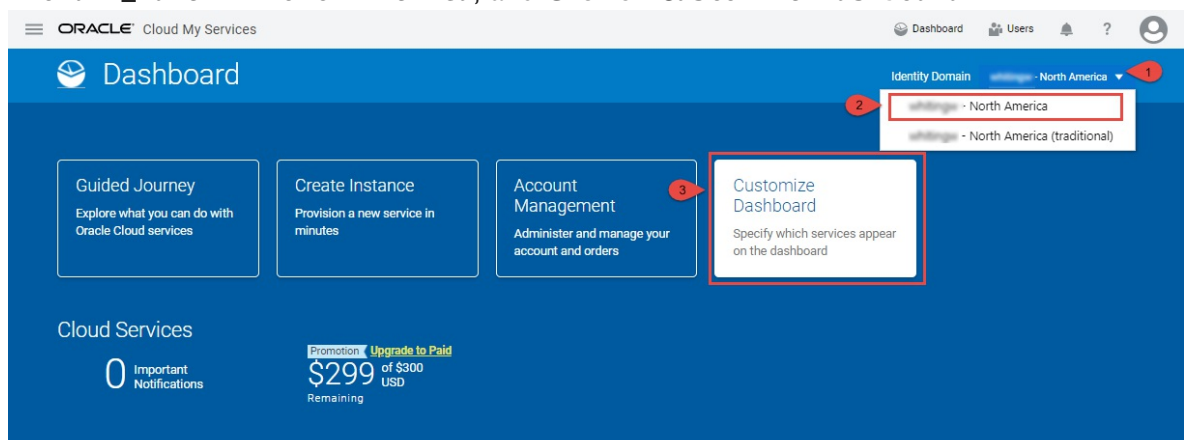 ORACLE Cloud My Services
Dashboard Users ?
Dashboard
Identity Domain - North America
1
2
- North America
- North America (traditional)
Guided Journey
Explore what you can do with
Oracle Cloud services
Create Instance
Provision a new service in
minutes
Account
Management
Administer and manage your
account and orders
3
Customize
Dashboard
Specify which services appear
on the dashboard
Cloud Services
0 Important
Notifications
Promotion Upgrade to Paid
$299 of $300
USD
Remaining